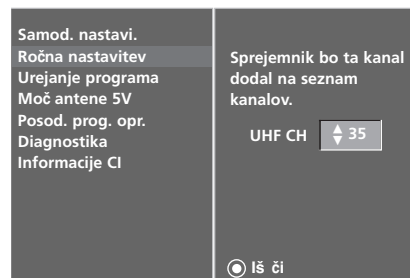 Samod. nastavi.
Ročna nastavitev
Urejanje programa
Moč antene 5V
Posod. prog. opr.
Diagnostika
Informacije CI
Sprejemnik bo ta kanal
dodal na seznam
kanalov.
UHF CH 35
Iš či